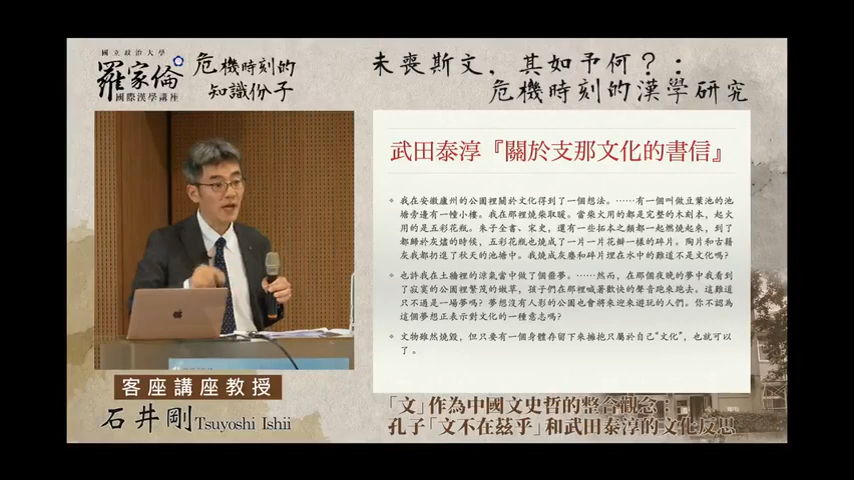 國立政治大學
羅家倫
國際漢學講座
危機時刻的
知識份子
未喪斯文,其如予何?:
危機時刻的漢學研究
武田泰淳『關於支那文化的書信』
我在安徽廬州的公園裡關於文化得到了一個想法。……有一個叫做豆葉池的池
塘旁邊有一種小樓。我在那裡燒柴取暖。當柴火用的都是完整的木刻本,起火
用的是五彩花瓶。朱子全書、宋史,還有一些拓本之類都一起燃燒起來,到了
都歸於灰燼的時候,五彩花瓶也燒成了一片一片花瓣一樣的碎片。陶片和古籍
灰我都扔進了秋天的池塘中。我燒成灰塵和碎片埋在水中的難道不是文化嗎?
也許我在土牆裡的涼氣當中做了個噩夢。……然而,在那個夜晚的夢中我看到
了寂寞的公園裡繁茂的嫩草,孩子們在那裡喊著歡快的聲音跑來跑去。這難道
只不過是一場夢嗎?夢想沒有人影的公園也會將來迎來遊玩的人們。你不認為
這個夢想正表示對文化的一種意志嗎?
文物雖然燒毀,但只要有一個身體存留下來擁抱只屬於自己"文化",也就可以
了。
客座講座教授
石井剛 Tsuyoshi Ishii
「文」作為中國文史哲的整合觀念:
孔子「文不在茲乎」和武田泰淳的文化反思